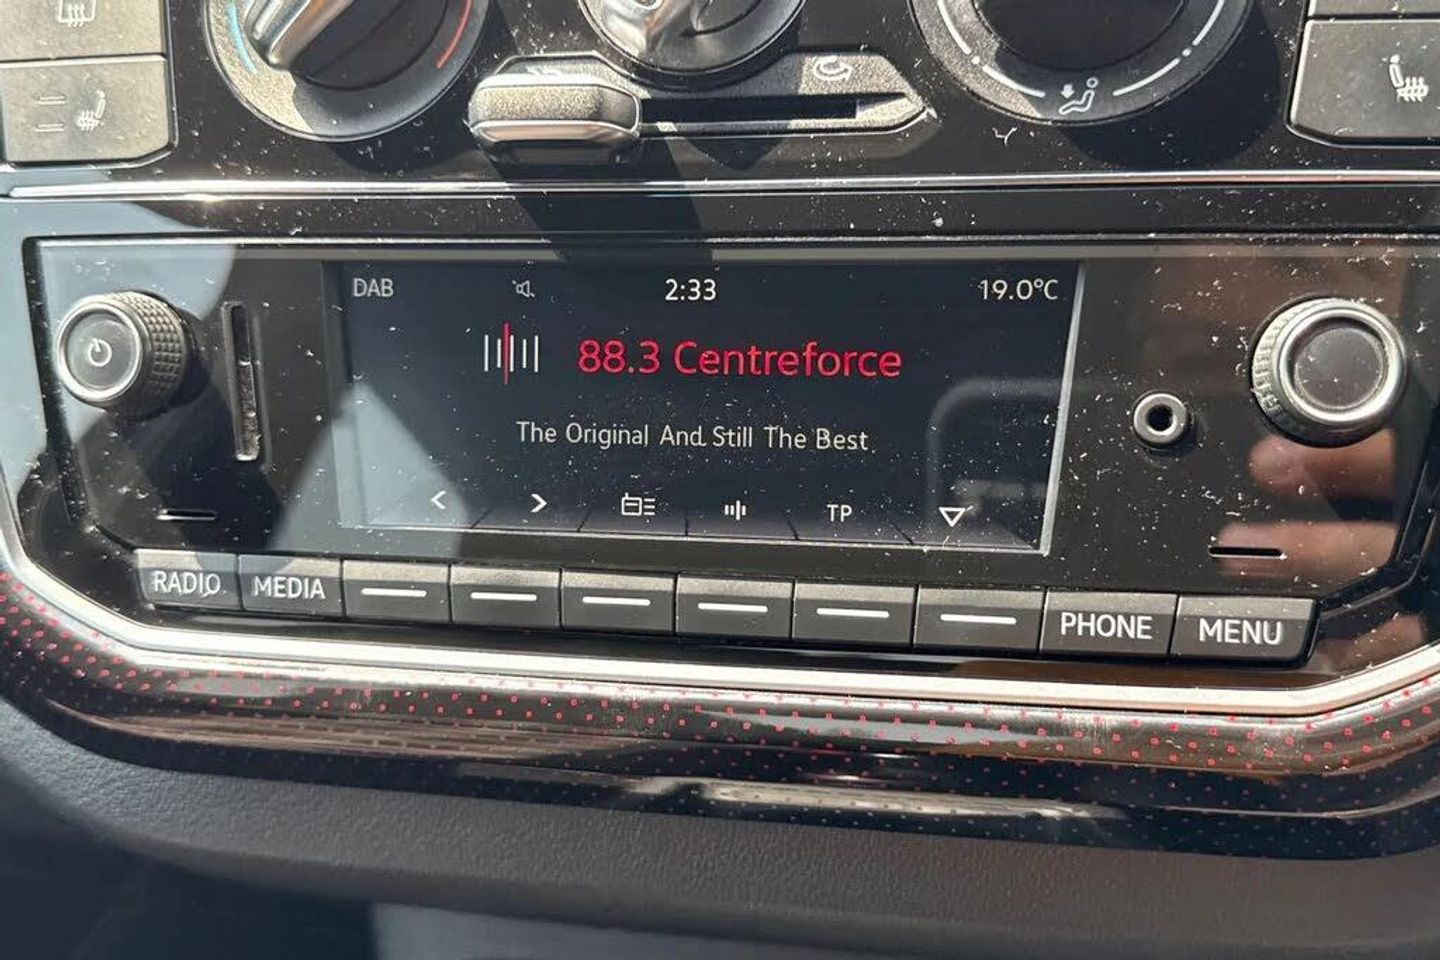 DAB 2:33 19.0°C
88.3 Centreforce
The Original And Still The Best
TP
RADIO MEDIA PHONE MENU